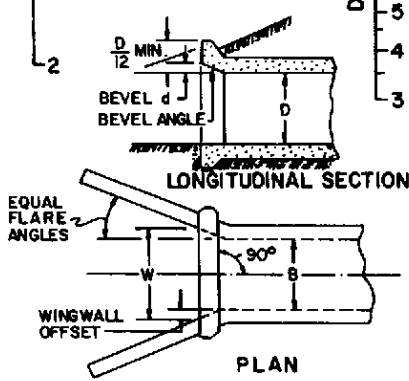 D
5
4
3
2
D/12 MIN.
BEVEL d
BEVEL ANGLE
D
LONGITUDINAL SECTION
EQUAL
FLARE
ANGLES
W
90°
B
WINGWALL
OFFSET
PLAN